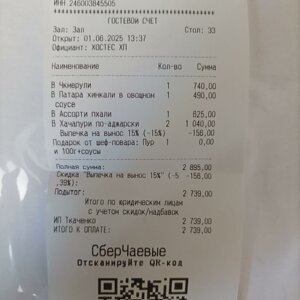 ИНН 246003845505
ГОСТЕВОЙ СЧЕТ
Зал: Зал Стол: 33
Открыт: 01.06.2025 13:37
Официант: ХОСТЕС ХП
Наименование Кол-во Сумма
В Чкмерули 1 740,00
В Патара хинкали в овощном соусе 1 490,00
В Ассорти пхали 1 625,00
В Хачапури по-аджарски 2 1 040,00
Выпечка на вынос 15% (-15%) -156,00
Подарок от шеф-повара: Пури 1 0,00
и 100г+соусы
Полная сумма: 2 895,00
Скидка "Выпечка на вынос 15%" (-5 -156,00
,39%):
Подытог: 2 739,00
Итого по юридическим лицам
с учетом скидок/надбавок
ИП Ткаченко 2 739,00
ИТОГО К ОПЛАТЕ: 2 739,00
СберЧаевые
Отсканируйте QR-код